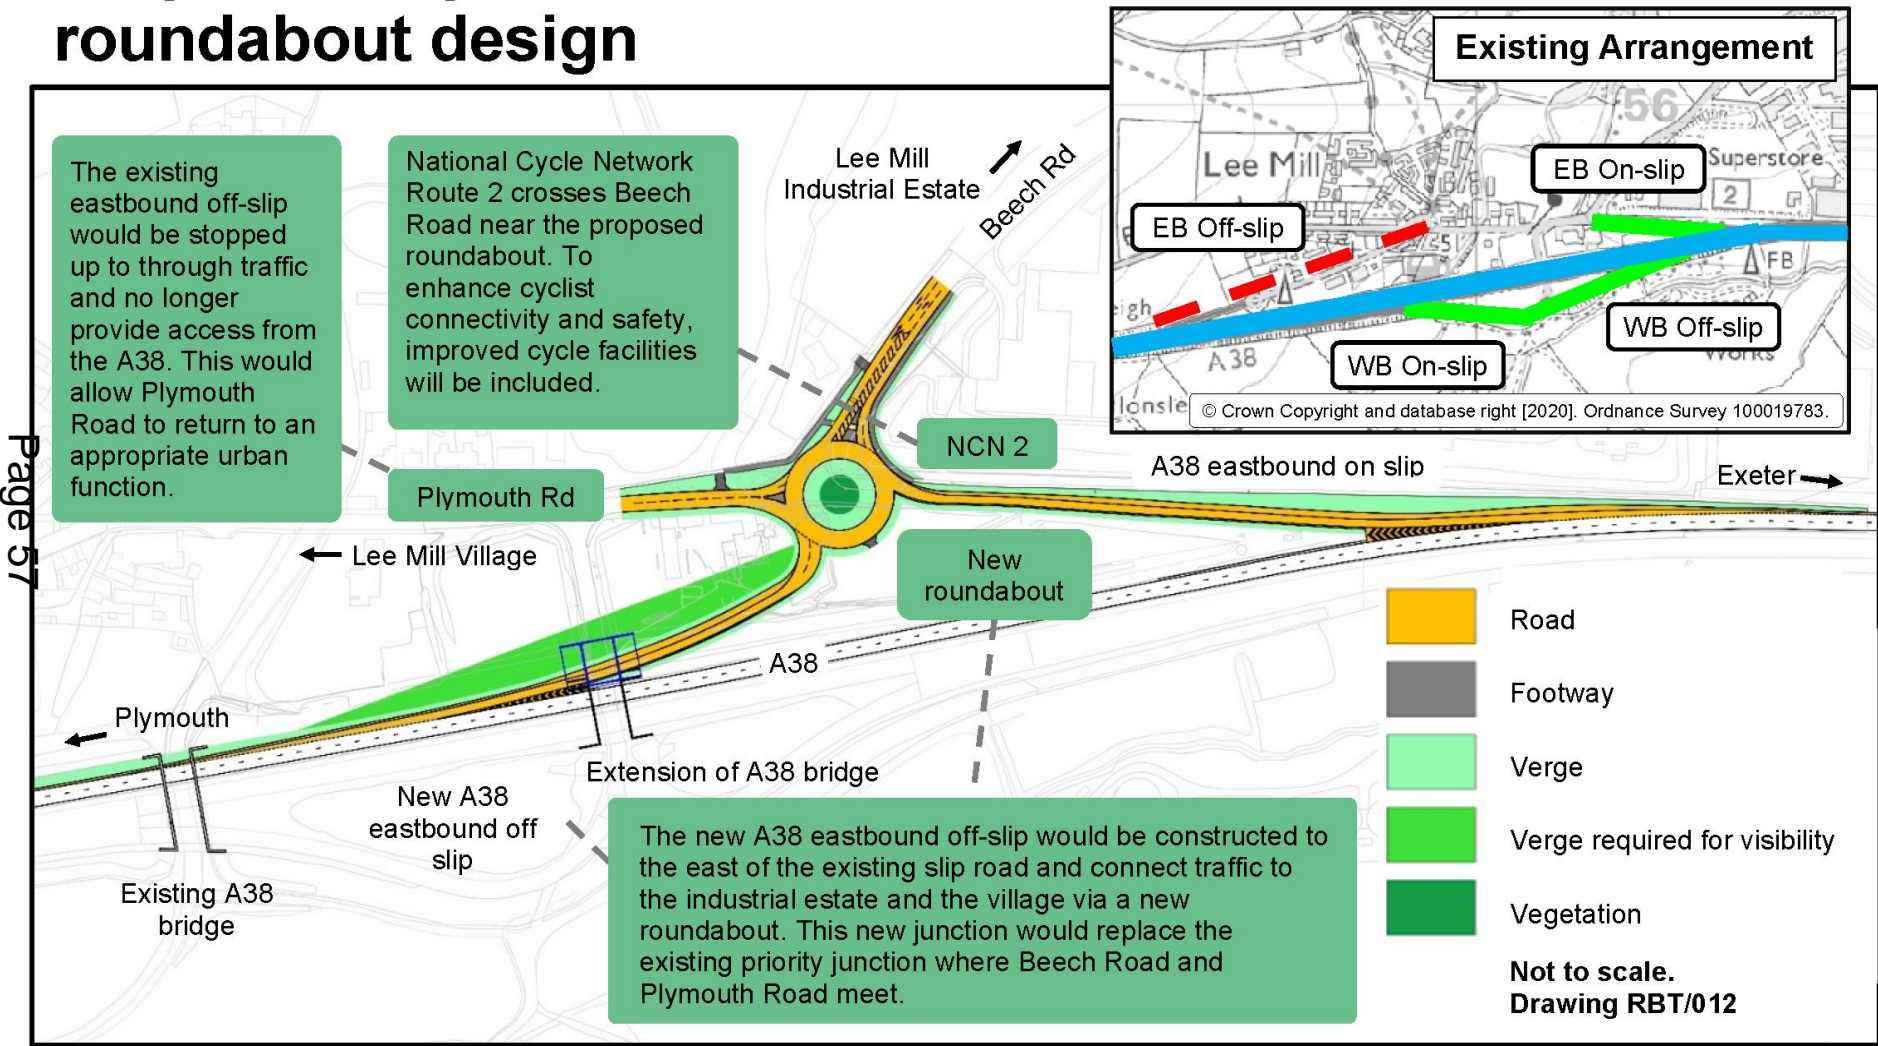 roundabout design
Existing Arrangement
56
Lee Mill
Superstore
EB On-slip
2
EB Off-slip
51
FB
eigh
WB Off-slip
Works
A38
WB On-slip
© Crown Copyright and database right [2020]. Ordnance Survey 100019783.
The existing
eastbound off-slip
would be stopped
up to through traffic
and no longer
provide access from
the A38. This would
allow Plymouth
Road to return to an
appropriate urban
function.
National Cycle Network
Route 2 crosses Beech
Road near the proposed
roundabout. To
enhance cyclist
connectivity and safety,
improved cycle facilities
will be included.
Lee Mill
Industrial Estate
Beech Rd
NCN 2
A38 eastbound on slip
Exeter
Plymouth Rd
Lee Mill Village
New
roundabout
A38
Plymouth
Extension of A38 bridge
New A38
eastbound off
slip
Existing A38
bridge
The new A38 eastbound off-slip would be constructed to
the east of the existing slip road and connect traffic to
the industrial estate and the village via a new
roundabout. This new junction would replace the
existing priority junction where Beech Road and
Plymouth Road meet.
Road
Footway
Verge
Verge required for visibility
Vegetation
Not to scale.
Drawing RBT/012
Page 57